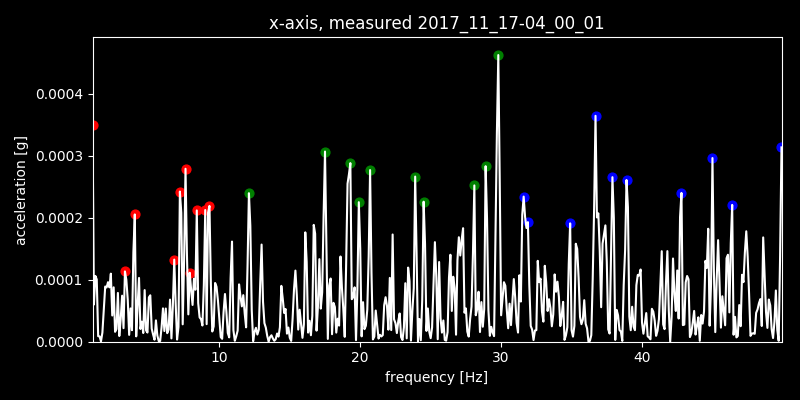 x-axis, measured 2017_11_17-04_00_01
acceleration [g]
0.0004
0.0003
0.0002
0.0001
0.0000
10 20 30 40
frequency [Hz]